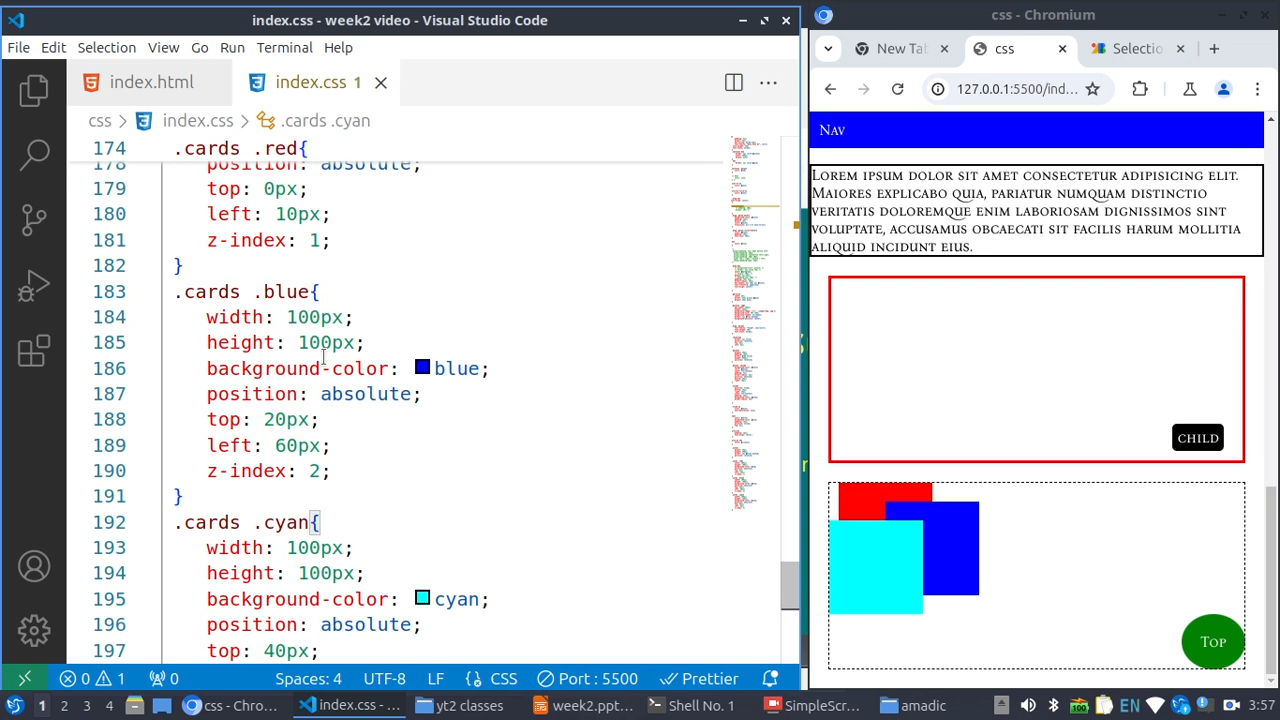 index.css - week2 video - Visual Studio Code
File Edit Selection View Go Run Terminal Help
index.html index.css 1
css > index.css > .cards .cyan
174 .cards .red{
178 position: absolute;
179 top: 0px;
180 left: 10px;
181 z-index: 1;
182 }
183 .cards .blue{
184 width: 100px;
185 height: 100px;
186 background-color: blue;
187 position: absolute;
188 top: 20px;
189 left: 60px;
190 z-index: 2;
191 }
192 .cards .cyan{
193 width: 100px;
194 height: 100px;
195 background-color: cyan;
196 position: absolute;
197 top: 40px;
0 1 0 Spaces: 4 UTF-8 LF {} CSS Port : 5500 Prettier
css - Chromium
New Tab css Selectio
127.0.0.1:5500/ind...
Nav
Lorem ipsum dolor sit amet consectetur adipisicing elit.
Maiores explicabo quia, pariatur numquam distinctio
veritatis doloremque enim laboriosam dignissimos sint
voluptate, accusamus obcaecati sit facilis harum mollitia
aliquid incidunt eius.
child
Top
1 2 3 4 css - Chro... index.css - ... yt2 classes week2.ppt... Shell No. 1 SimpleScr... amadic EN 3:57